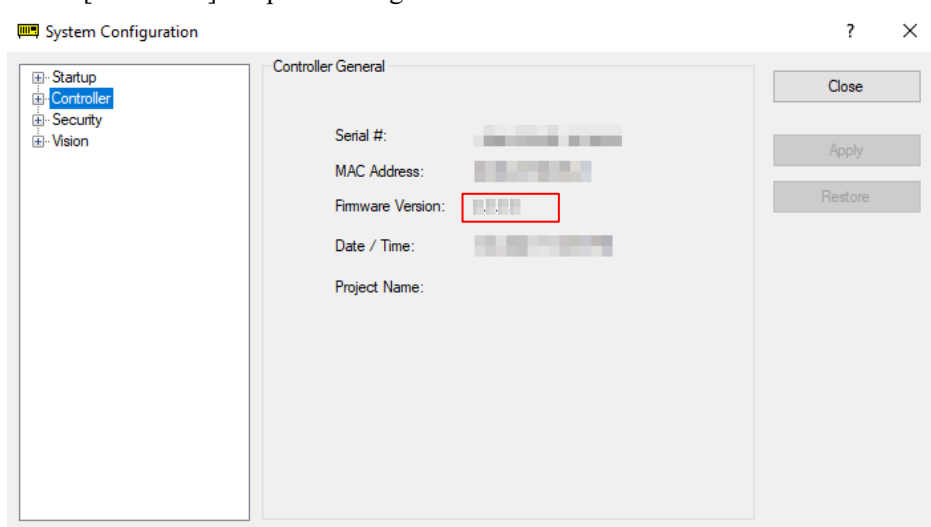 System Configuration
?
Startup
Controller
Security
Vision
Controller General
Serial #:
MAC Address:
Firmware Version:
Date / Time:
Project Name:
Close
Apply
Restore